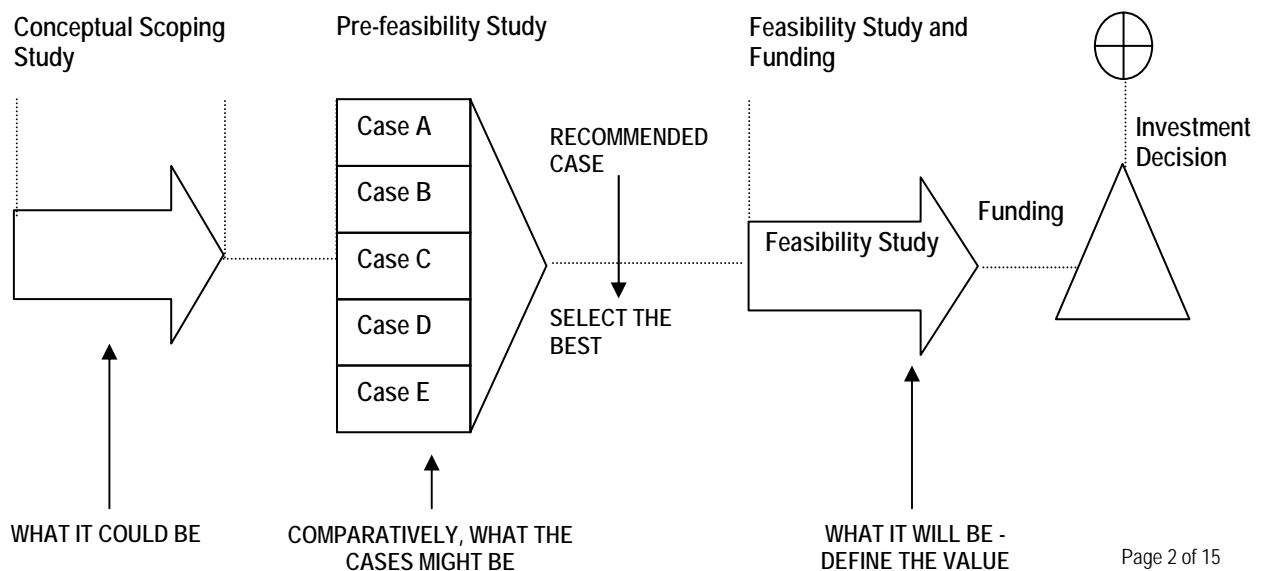 Conceptual Scoping
Study
Pre-feasibility Study
Feasibility Study and
Funding
Investment
Decision
Case A
Case B
Case C
Case D
Case E
RECOMMENDED
CASE
SELECT THE
BEST
Feasibility Study
Funding
WHAT IT COULD BE
COMPARATIVELY, WHAT THE
CASES MIGHT BE
WHAT IT WILL BE -
DEFINE THE VALUE
Page 2 of 15